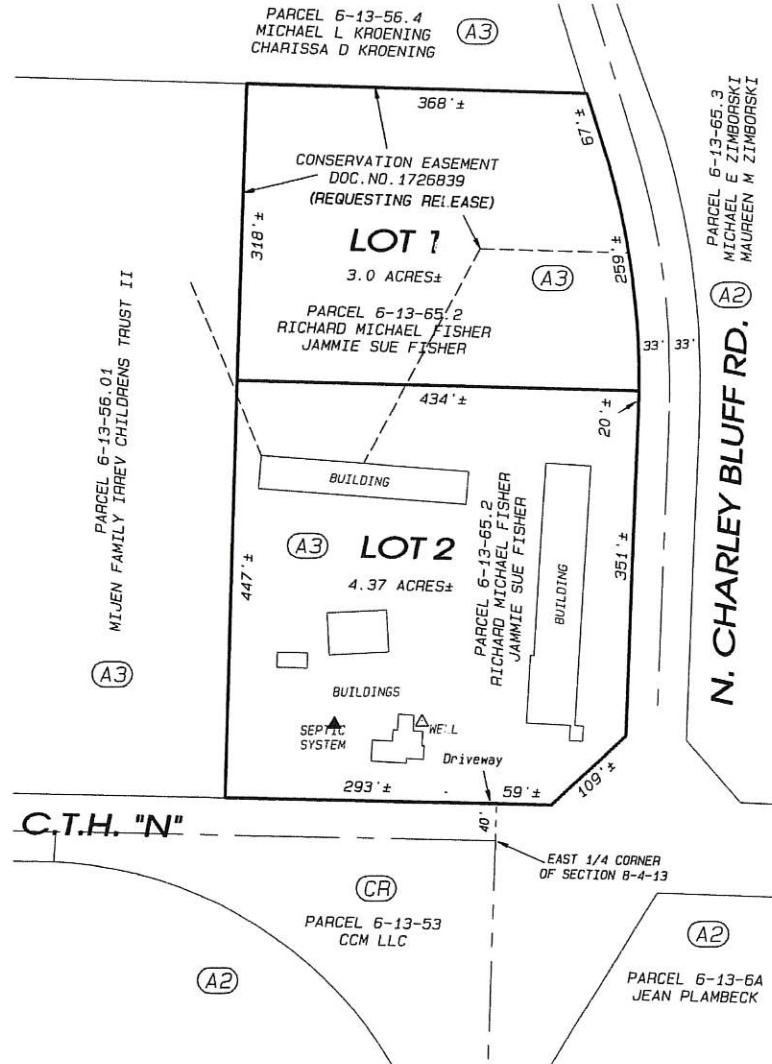 PARCEL 6-13-56.4
MICHAEL L KROENING
CHARISSA D KROENING
A3
368'±
67'±
CONSERVATION EASEMENT
DOC.NO.1726839
(REQUESTING RELEASE)
LOT 1
3.0 ACRES±
318'±
A3
259'±
PARCEL 6-13-65.2
RICHARD MICHAEL FISHER
JAMMIE SUE FISHER
PARCEL 6-13-65.3
MICHAEL E ZIMBORSKI
MAUREEN M ZIMBORSKI
A2
33'
33'
N. CHARLEY BLUFF RD.
PARCEL 6-13-56.01
MIJEN FAMILY IRREV CHILDRENS TRUST II
A3
434'±
20'±
BUILDING
A3
LOT 2
4.37 ACRES±
447'±
PARCEL 6-13-65.2
RICHARD MICHAEL FISHER
JAMMIE SUE FISHER
BUILDING
351'±
BUILDINGS
SEPTIC
SYSTEM
WELL
Driveway
293'±
59'±
109'±
40'
C.T.H. "N"
EAST 1/4 CORNER
OF SECTION 8-4-13
CR
PARCEL 6-13-53
CCM LLC
A2
A2
PARCEL 6-13-6A
JEAN PLAMBECK